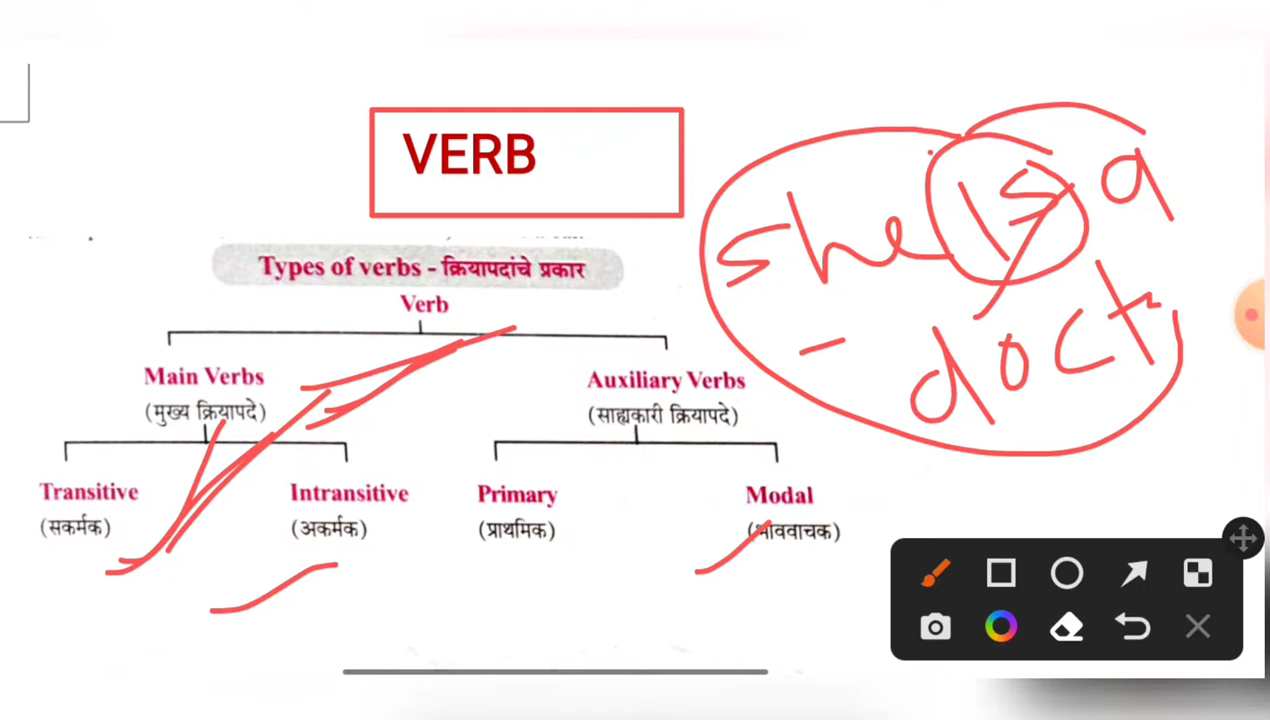 VERB
she is a
doct
Types of verbs - क्रियापदांचे प्रकार
Verb
Main Verbs
Auxiliary Verbs
(मुख्य क्रियापदे)
(साह्यकारी क्रियापदे)
Transitive
Intransitive
Primary
Modal
(सकर्मक)
(अकर्मक)
(प्राथमिक)
(भाववाचक)